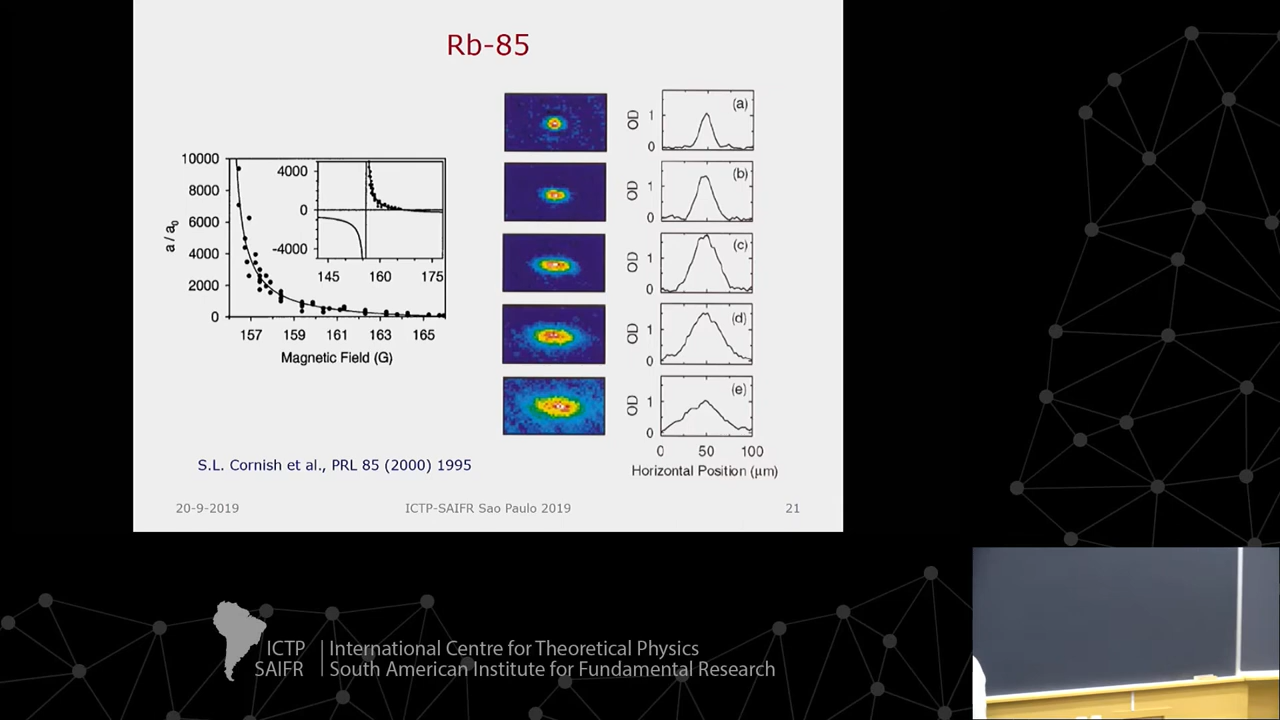 Rb-85
10000
8000
6000
4000
2000
0
a / a0
157 159 161 163 165
Magnetic Field (G)
4000
0
-4000
145 160 175
OD 1 0 (a)
OD 1 0 (b)
OD 1 0 (c)
OD 1 0 (d)
OD 1 0 (e)
0 50 100
Horizontal Position (μm)
S.L. Cornish et al., PRL 85 (2000) 1995
20-9-2019 ICTP-SAIFR Sao Paulo 2019 21
ICTP International Centre for Theoretical Physics
SAIFR South American Institute for Fundamental Research